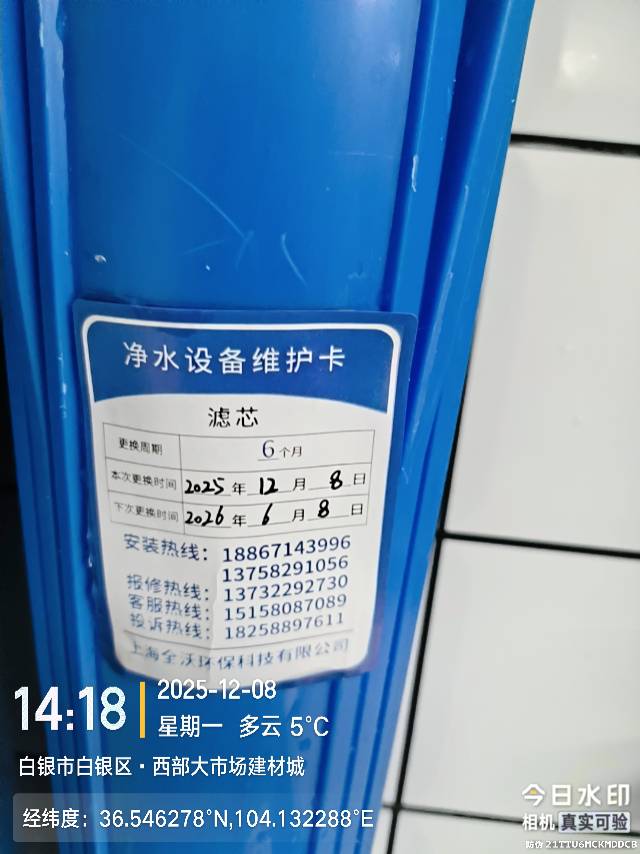 净水设备维护卡
滤芯
更换周期 6个月
本次更换时间 2025年12月8日
下次更换时间 2026年6月8日
安装热线：18867143996
13758291056
报修热线：13732292730
客服热线：15158087089
投诉热线：18258897611
上海全沃环保科技有限公司
14:18
2025-12-08
星期一 多云 5℃
白银市白银区·西部大市场建材城
经纬度：36.546278°N,104.132288°E
今日水印
相机 真实可验
防伪 21TTU6MCKMDDCB